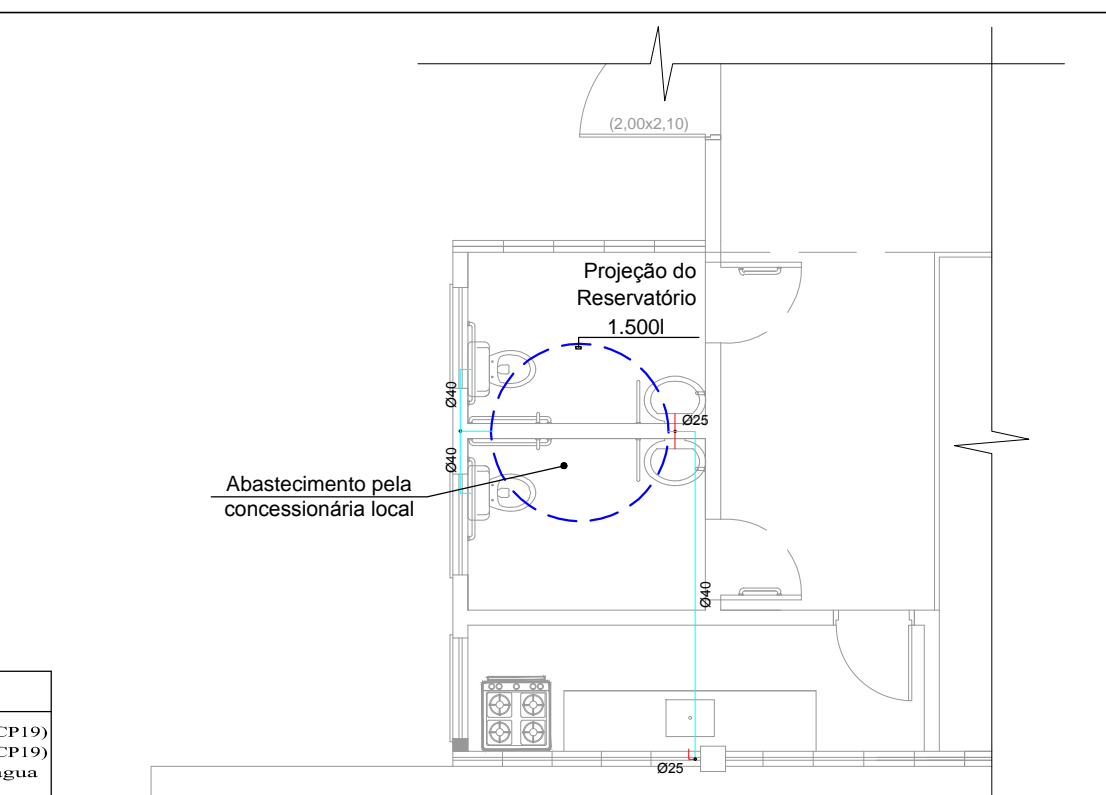 (2,00x2,10)
Projeção do
Reservatório
1.500l
Ø40
Ø25
Ø40
Abastecimento pela
concessionária local
Ø40
CP19)
CP19)
Ø25